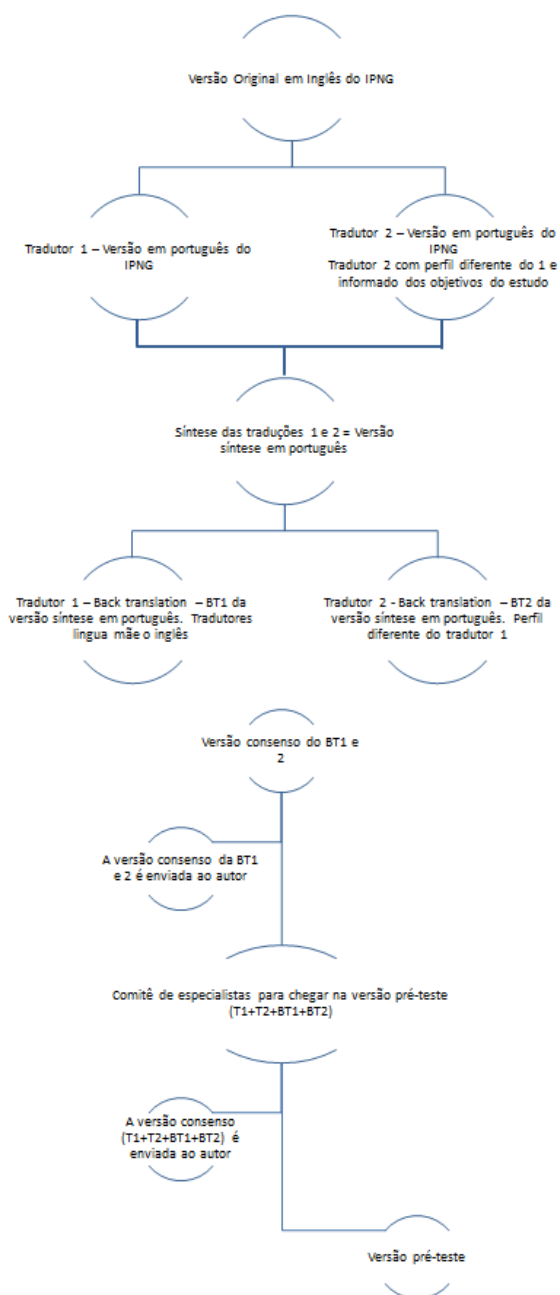 Versão Original em Inglês do IPNG
Tradutor 1 – Versão em português do
IPNG
Tradutor 2 – Versão em português do
IPNG
Tradutor 2 com perfil diferente do 1 e
informado dos objetivos do estudo
Síntese das traduções 1 e 2 = Versão
síntese em português
Tradutor 1 – Back translation – BT1 da
versão síntese em português. Tradutores
lingua mãe o inglês
Tradutor 2 - Back translation – BT2 da
versão síntese em português. Perfil
diferente do tradutor 1
Versão consenso do BT1 e
2
A versão consenso da BT1
e 2 é enviada ao autor
Comitê de especialistas para chegar na versão pré-teste
(T1+T2+BT1+BT2)
A versão consenso
(T1+T2+BT1+BT2) é
enviada ao autor
Versão pré-teste